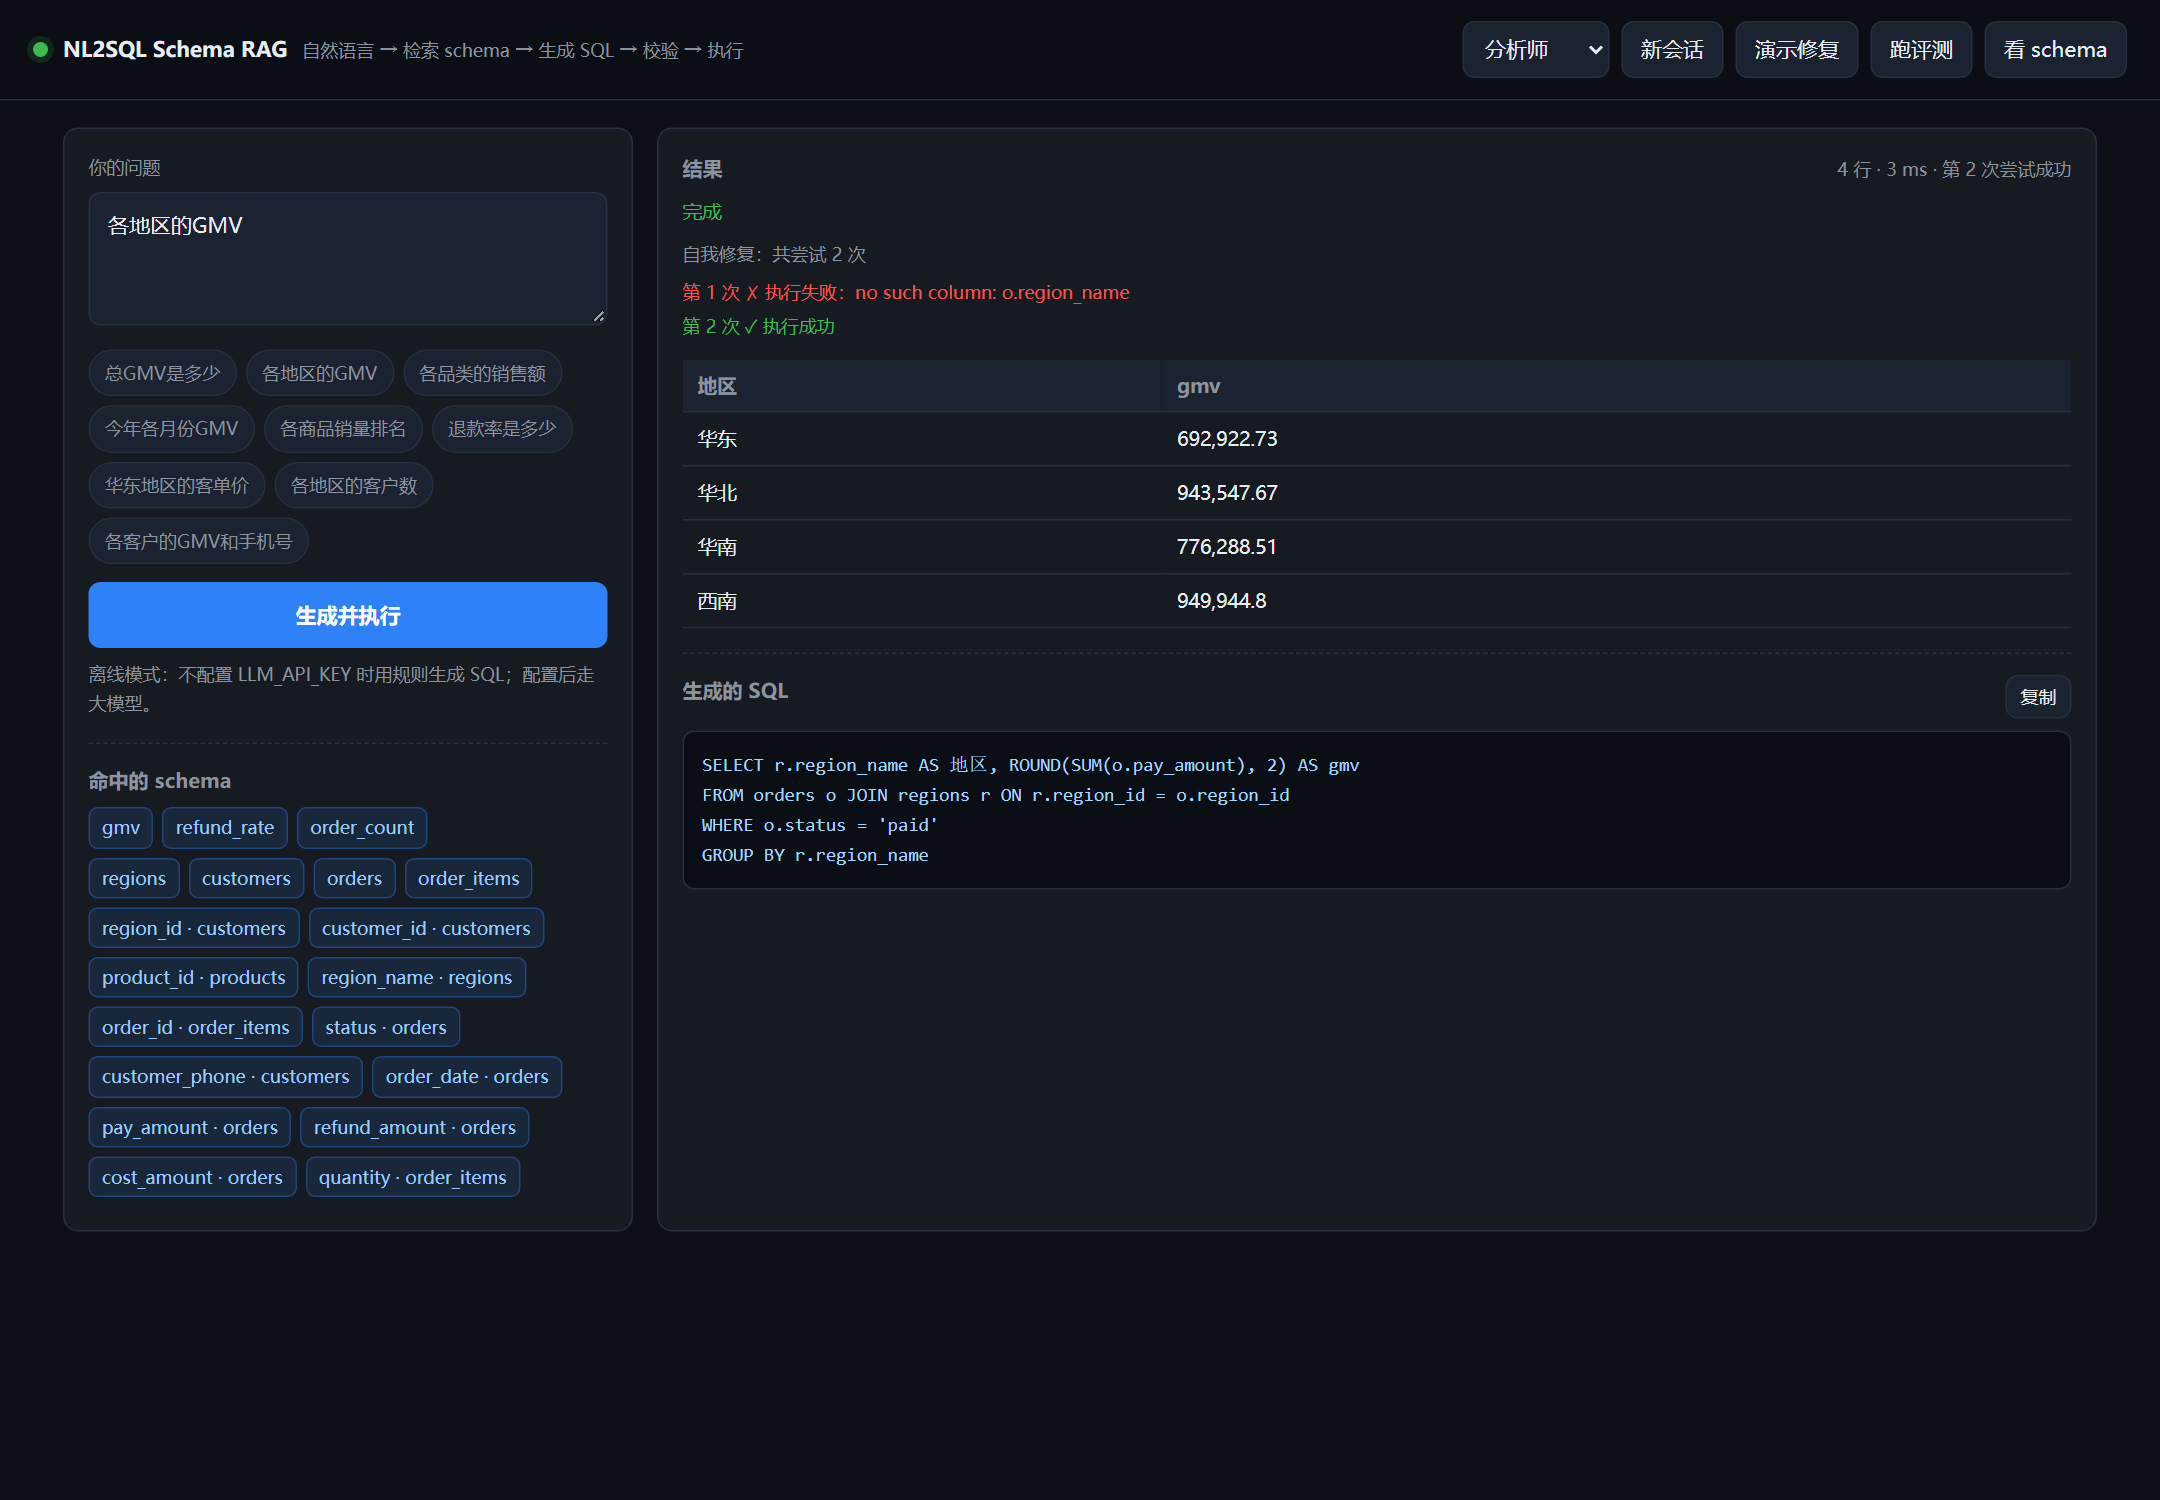 NL2SQL Schema RAG 自然语言 → 检索 schema → 生成 SQL → 校验 → 执行
分析师 新会话 演示修复 跑评测 看 schema
你的问题
各地区的GMV
总GMV是多少 各地区的GMV 各品类的销售额
今年各月份GMV 各商品销量排名 退款率是多少
华东地区的客单价 各地区的客户数
各客户的GMV和手机号
生成并执行
离线模式：不配置 LLM_API_KEY 时用规则生成 SQL；配置后走
大模型。
命中的 schema
gmv refund_rate order_count
regions customers orders order_items
region_id · customers customer_id · customers
product_id · products region_name · regions
order_id · order_items status · orders
customer_phone · customers order_date · orders
pay_amount · orders refund_amount · orders
cost_amount · orders quantity · order_items
结果 4 行 · 3 ms · 第 2 次尝试成功
完成
自我修复：共尝试 2 次
第 1 次 ✗ 执行失败：no such column: o.region_name
第 2 次 ✓ 执行成功
地区 gmv
华东 692,922.73
华北 943,547.67
华南 776,288.51
西南 949,944.8
生成的 SQL 复制
SELECT r.region_name AS 地区, ROUND(SUM(o.pay_amount), 2) AS gmv
FROM orders o JOIN regions r ON r.region_id = o.region_id
WHERE o.status = 'paid'
GROUP BY r.region_name